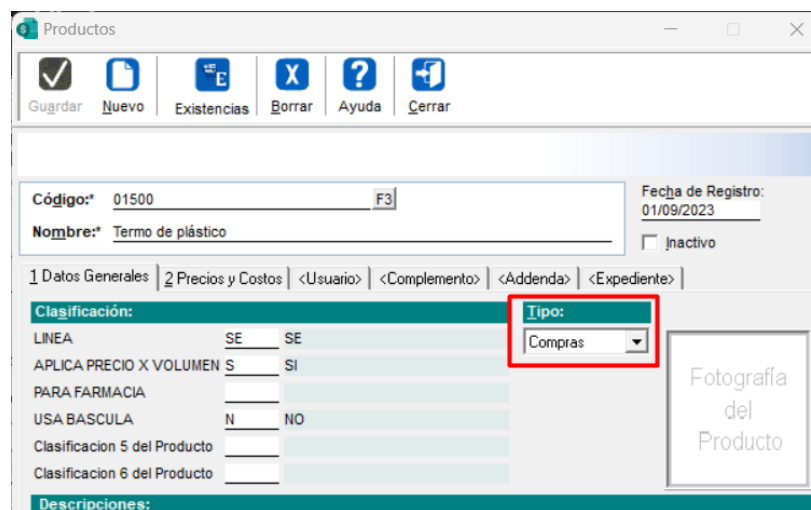 Productos
Guardar Nuevo Existencias Borrar Ayuda Cerrar
Código:* 01500 F3
Fecha de Registro:
01/09/2023
Nombre:* Termo de plástico
Inactivo
1 Datos Generales 2 Precios y Costos <Usuario> <Complemento> <Addenda> <Expediente>
Clasificación: Tipo:
LINEA SE SE Compras
APLICA PRECIO X VOLUMEN S SI
PARA FARMACIA
USA BASCULA N NO
Clasificacion 5 del Producto
Clasificacion 6 del Producto
Fotografía
del
Producto
Descripciones: